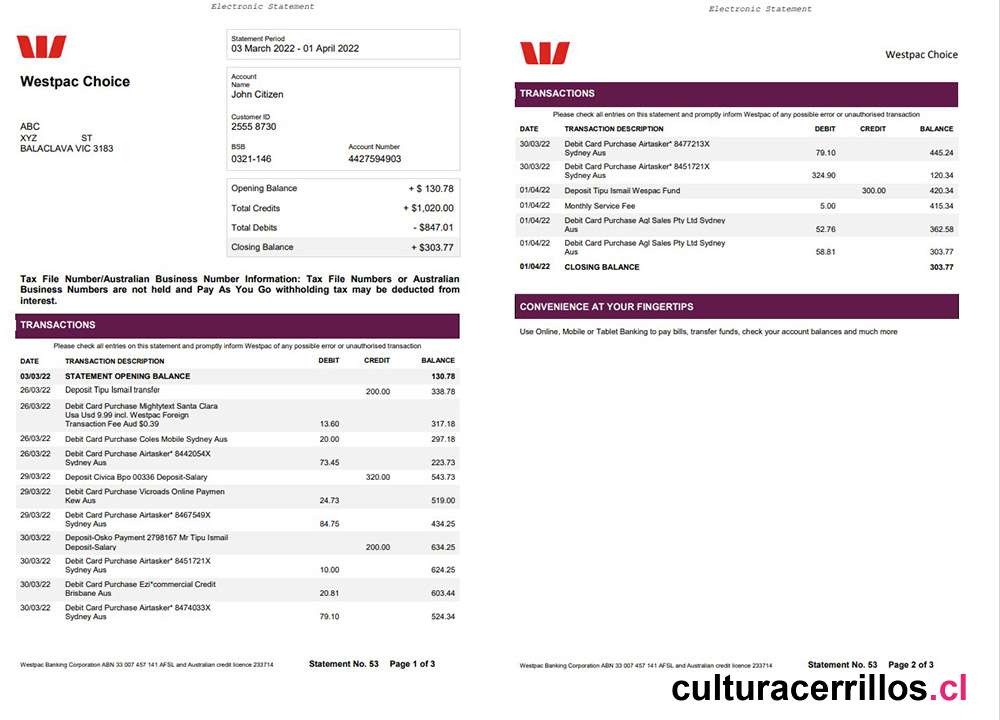 Electronic Statement
Statement Period
03 March 2022 - 01 April 2022
Westpac Choice
Account
Name
John Citizen
Customer ID
2555 8730
BSB Account Number
0321-146 4427594903
ABC
XYZ ST
BALACLAVA VIC 3183
Opening Balance + $ 130.78
Total Credits + $1,020.00
Total Debits - $847.01
Closing Balance + $303.77
Tax File Number/Australian Business Number Information: Tax File Numbers or Australian
Business Numbers are not held and Pay As You Go withholding tax may be deducted from
interest.
TRANSACTIONS
Please check all entries on this statement and promptly inform Westpac of any possible error or unauthorised transaction
DATE TRANSACTION DESCRIPTION DEBIT CREDIT BALANCE
03/03/22 STATEMENT OPENING BALANCE 130.78
26/03/22 Deposit Tipu Ismail transfer 200.00 338.78
26/03/22 Debit Card Purchase Mightytext Santa Clara
Usa Usd 9.99 incl. Westpac Foreign
Transaction Fee Aud $0.39 13.60 317.18
26/03/22 Debit Card Purchase Coles Mobile Sydney Aus 20.00 297.18
26/03/22 Debit Card Purchase Airtasker* 8442054X
Sydney Aus 73.45 223.73
29/03/22 Deposit Civica Bpo 00336 Deposit-Salary 320.00 543.73
29/03/22 Debit Card Purchase Vicroads Online Paymen
Kew Aus 24.73 519.00
29/03/22 Debit Card Purchase Airtasker* 8467549X
Sydney Aus 84.75 434.25
30/03/22 Deposit-Osko Payment 2798167 Mr Tipu Ismail
Deposit-Salary 200.00 634.25
30/03/22 Debit Card Purchase Airtasker* 8451721X
Sydney Aus 10.00 624.25
30/03/22 Debit Card Purchase Ezi*commercial Credit
Brisbane Aus 20.81 603.44
30/03/22 Debit Card Purchase Airtasker* 8474033X
Sydney Aus 79.10 524.34
Westpac Banking Corporation ABN 33 007 457 141 AFSL and Australian credit licence 233714 Statement No. 53 Page 1 of 3
Electronic Statement
Westpac Choice
TRANSACTIONS
Please check all entries on this statement and promptly inform Westpac of any possible error or unauthorised transaction
DATE TRANSACTION DESCRIPTION DEBIT CREDIT BALANCE
30/03/22 Debit Card Purchase Airtasker* 8477213X
Sydney Aus 79.10 445.24
30/03/22 Debit Card Purchase Airtasker* 8451721X
Sydney Aus 324.90 120.34
01/04/22 Deposit Tipu Ismail Wespac Fund 300.00 420.34
01/04/22 Monthly Service Fee 5.00 415.34
01/04/22 Debit Card Purchase Aql Sales Pty Ltd Sydney
Aus 52.76 362.58
01/04/22 Debit Card Purchase Agl Sales Pty Ltd Sydney
Aus 58.81 303.77
01/04/22 CLOSING BALANCE 303.77
CONVENIENCE AT YOUR FINGERTIPS
Use Online, Mobile or Tablet Banking to pay bills, transfer funds, check your account balances and much more
Westpac Banking Corporation ABN 33 007 457 141 AFSL and Australian credit licence 233714 Statement No. 53 Page 2 of 3
culturacerrillos.cl